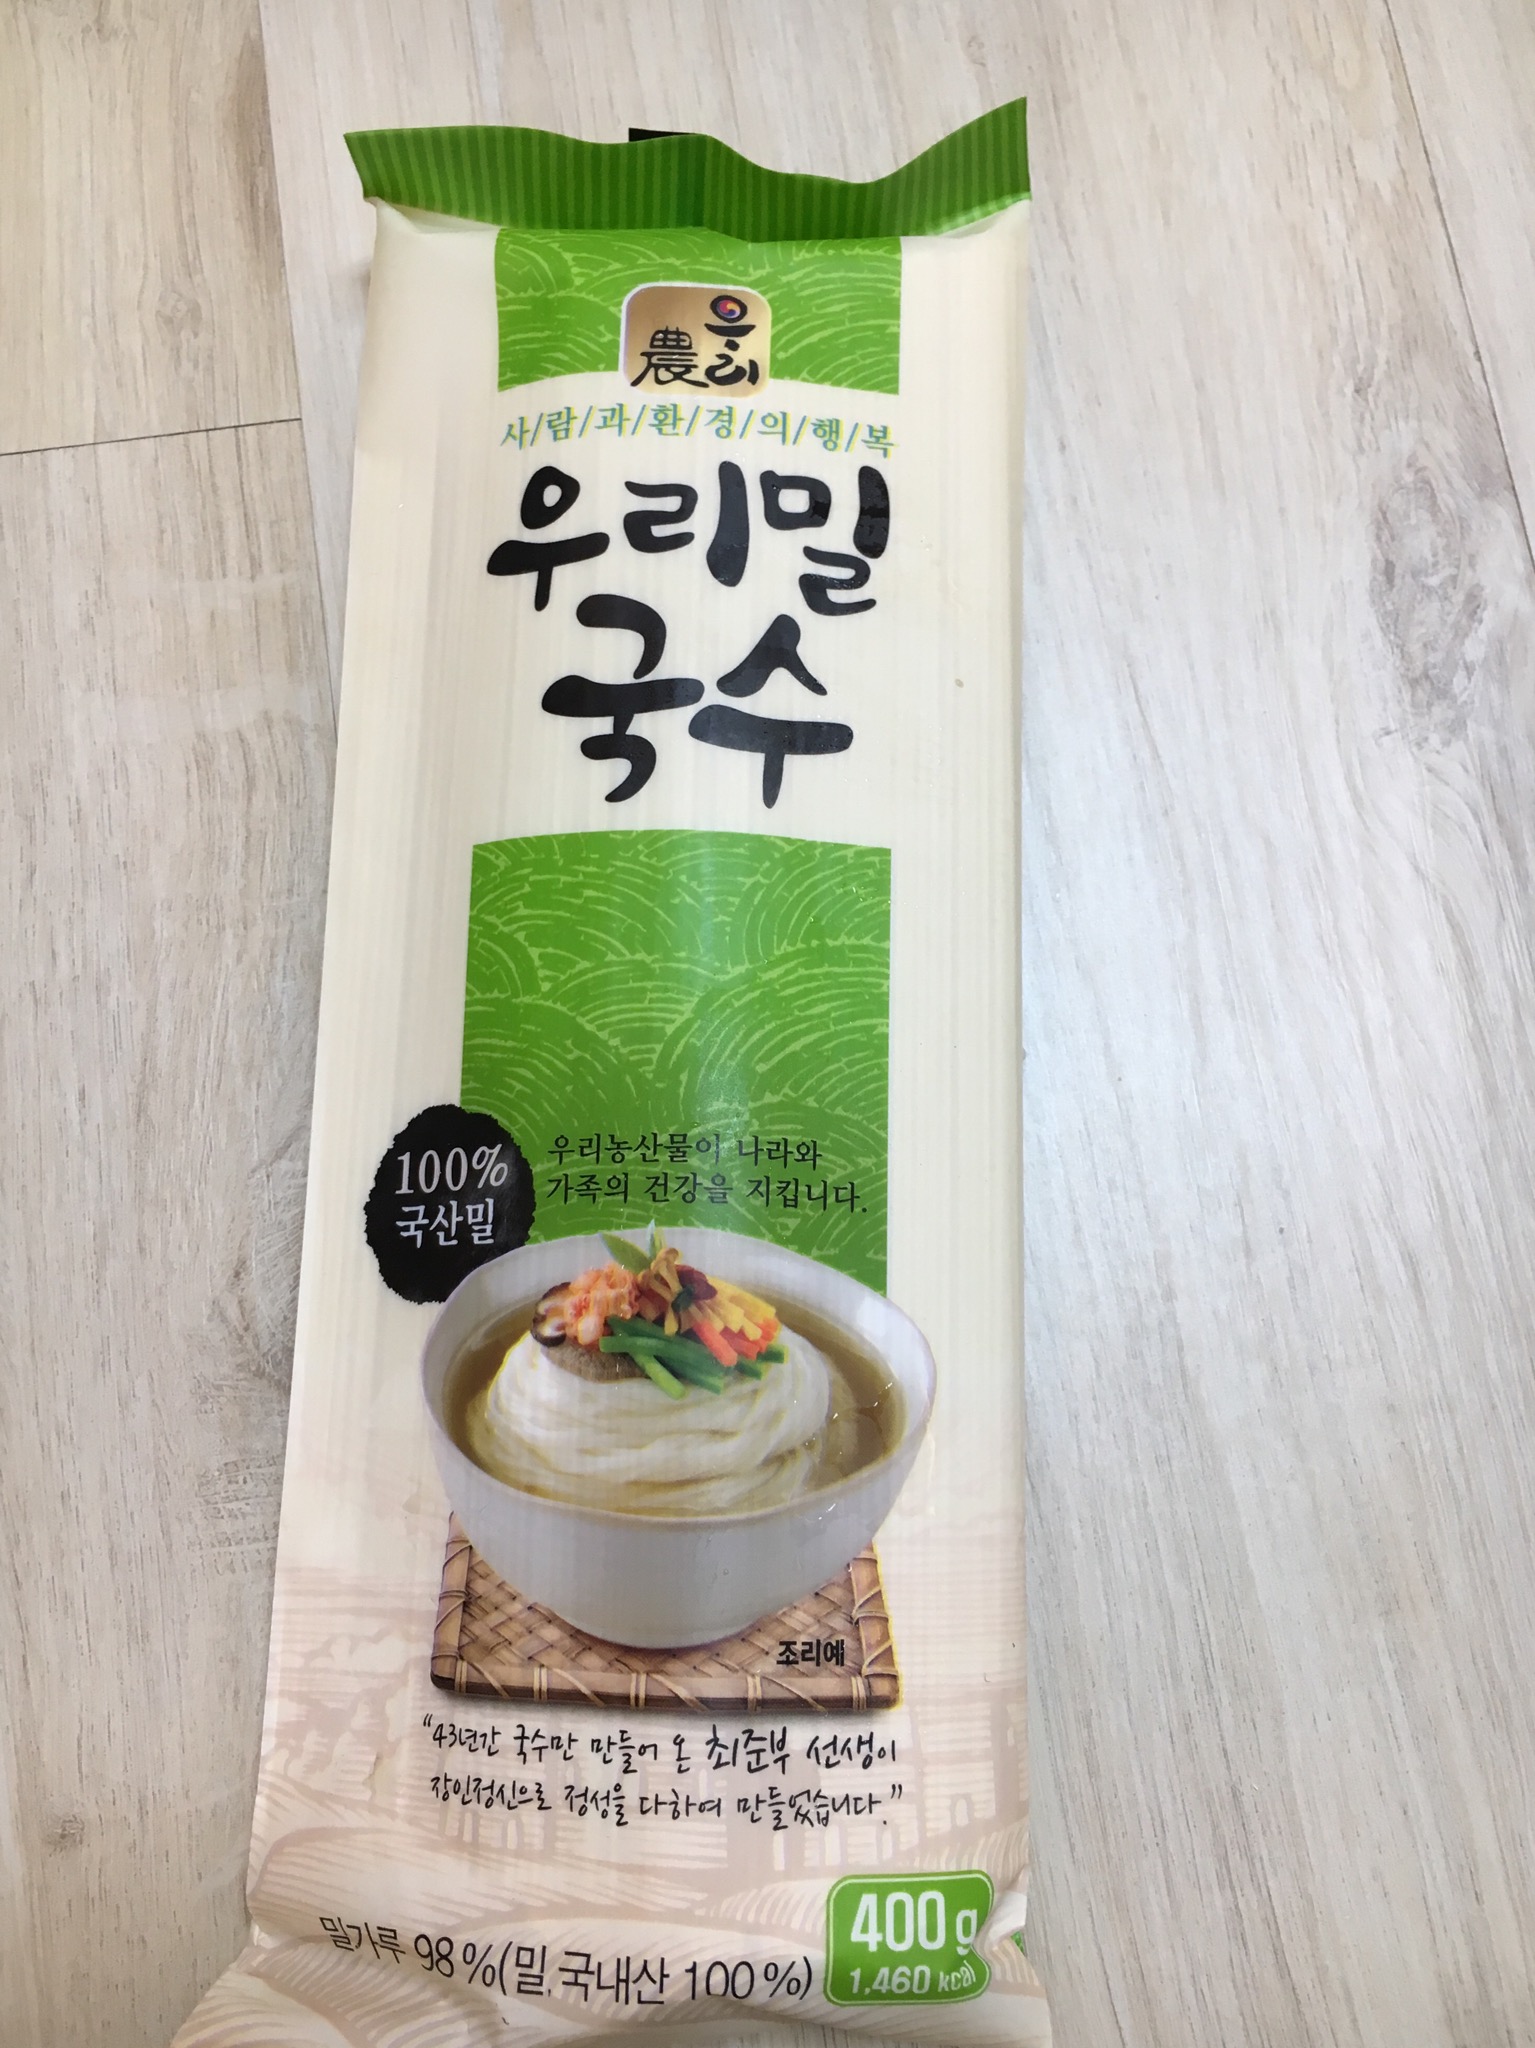 우리
農
사/람/과/환/경/의/행/복
우리밀
국수
100%
국산밀
우리농산물이 나라와
가족의 건강을 지킵니다.
조리예
"43년간 국수만 만들어 온 최준부 선생이
장인정신으로 정성을 다하여 만들었습니다."
밀가루 98%(밀,국내산 100%)
400g
1,460 kcal